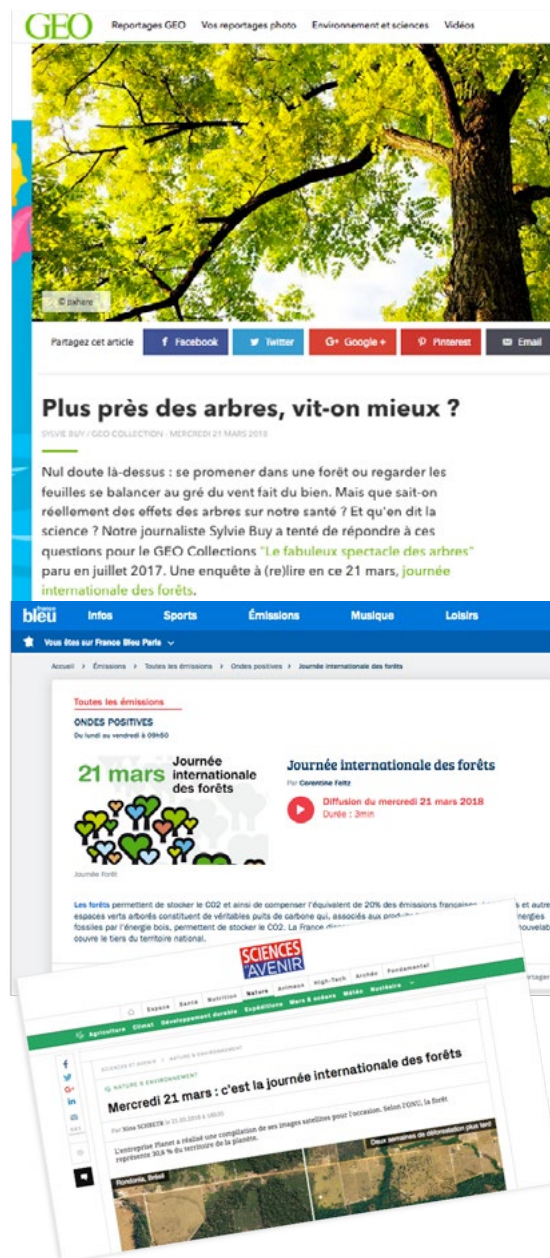 GEO Reportages GEO Vos reportages photo Environnement et sciences Vidéos
© pxhere
Partagez cet article Facebook Twitter G+ Google + Pinterest Email
Plus près des arbres, vit-on mieux ?
SYLVIE BUY / GEO COLLECTION - MERCREDI 21 MARS 2018
Nul doute là-dessus : se promener dans une forêt ou regarder les
feuilles se balancer au gré du vent fait du bien. Mais que sait-on
réellement des effets des arbres sur notre santé ? Et qu'en dit la
science ? Notre journaliste Sylvie Buy a tenté de répondre à ces
questions pour le GEO Collections "Le fabuleux spectacle des arbres"
paru en juillet 2017. Une enquête à (re)lire en ce 21 mars, journée
internationale des forêts.
france
bleu Infos Sports Émissions Musique Loisirs
Vous êtes sur France Bleu Paris
Accueil > Émissions > Toutes les émissions > Ondes positives > Journée internationale des forêts
Toutes les émissions
ONDES POSITIVES
Du lundi au vendredi à 09h50
21 mars Journée
internationale
des forêts
Journée internationale des forêts
Par Corentine Feltz
Diffusion du mercredi 21 mars 2018
Durée : 3min
Journée Forêt
Les forêts permettent de stocker le CO2 et ainsi de compenser l'équivalent de 20% des émissions françaises. et autre
espaces verts arborés constituent de véritables puits de carbone qui, associés aux
fossiles par l'énergie bois, permettent de stocker le CO2. La France
couvre le tiers du territoire national.
SCIENCES
ET AVENIR
Espace Santé Nutrition Nature Animaux High-Tech Archéo Fondamental
Agriculture Climat Développement durable Expéditions Mers & océans Météo Nucléaire
SCIENCES ET AVENIR > NATURE & ENVIRONNEMENT
NATURE & ENVIRONNEMENT
Mercredi 21 mars : c'est la journée internationale des forêts
Par
L'entreprise Planet a réalisé une compilation de ses images satellites pour l'occasion. Selon l'ONU, la forêt
représente 30,6 % du territoire de la planète.
Rondonia, Brésil
Deux semaines de déforestation plus tard